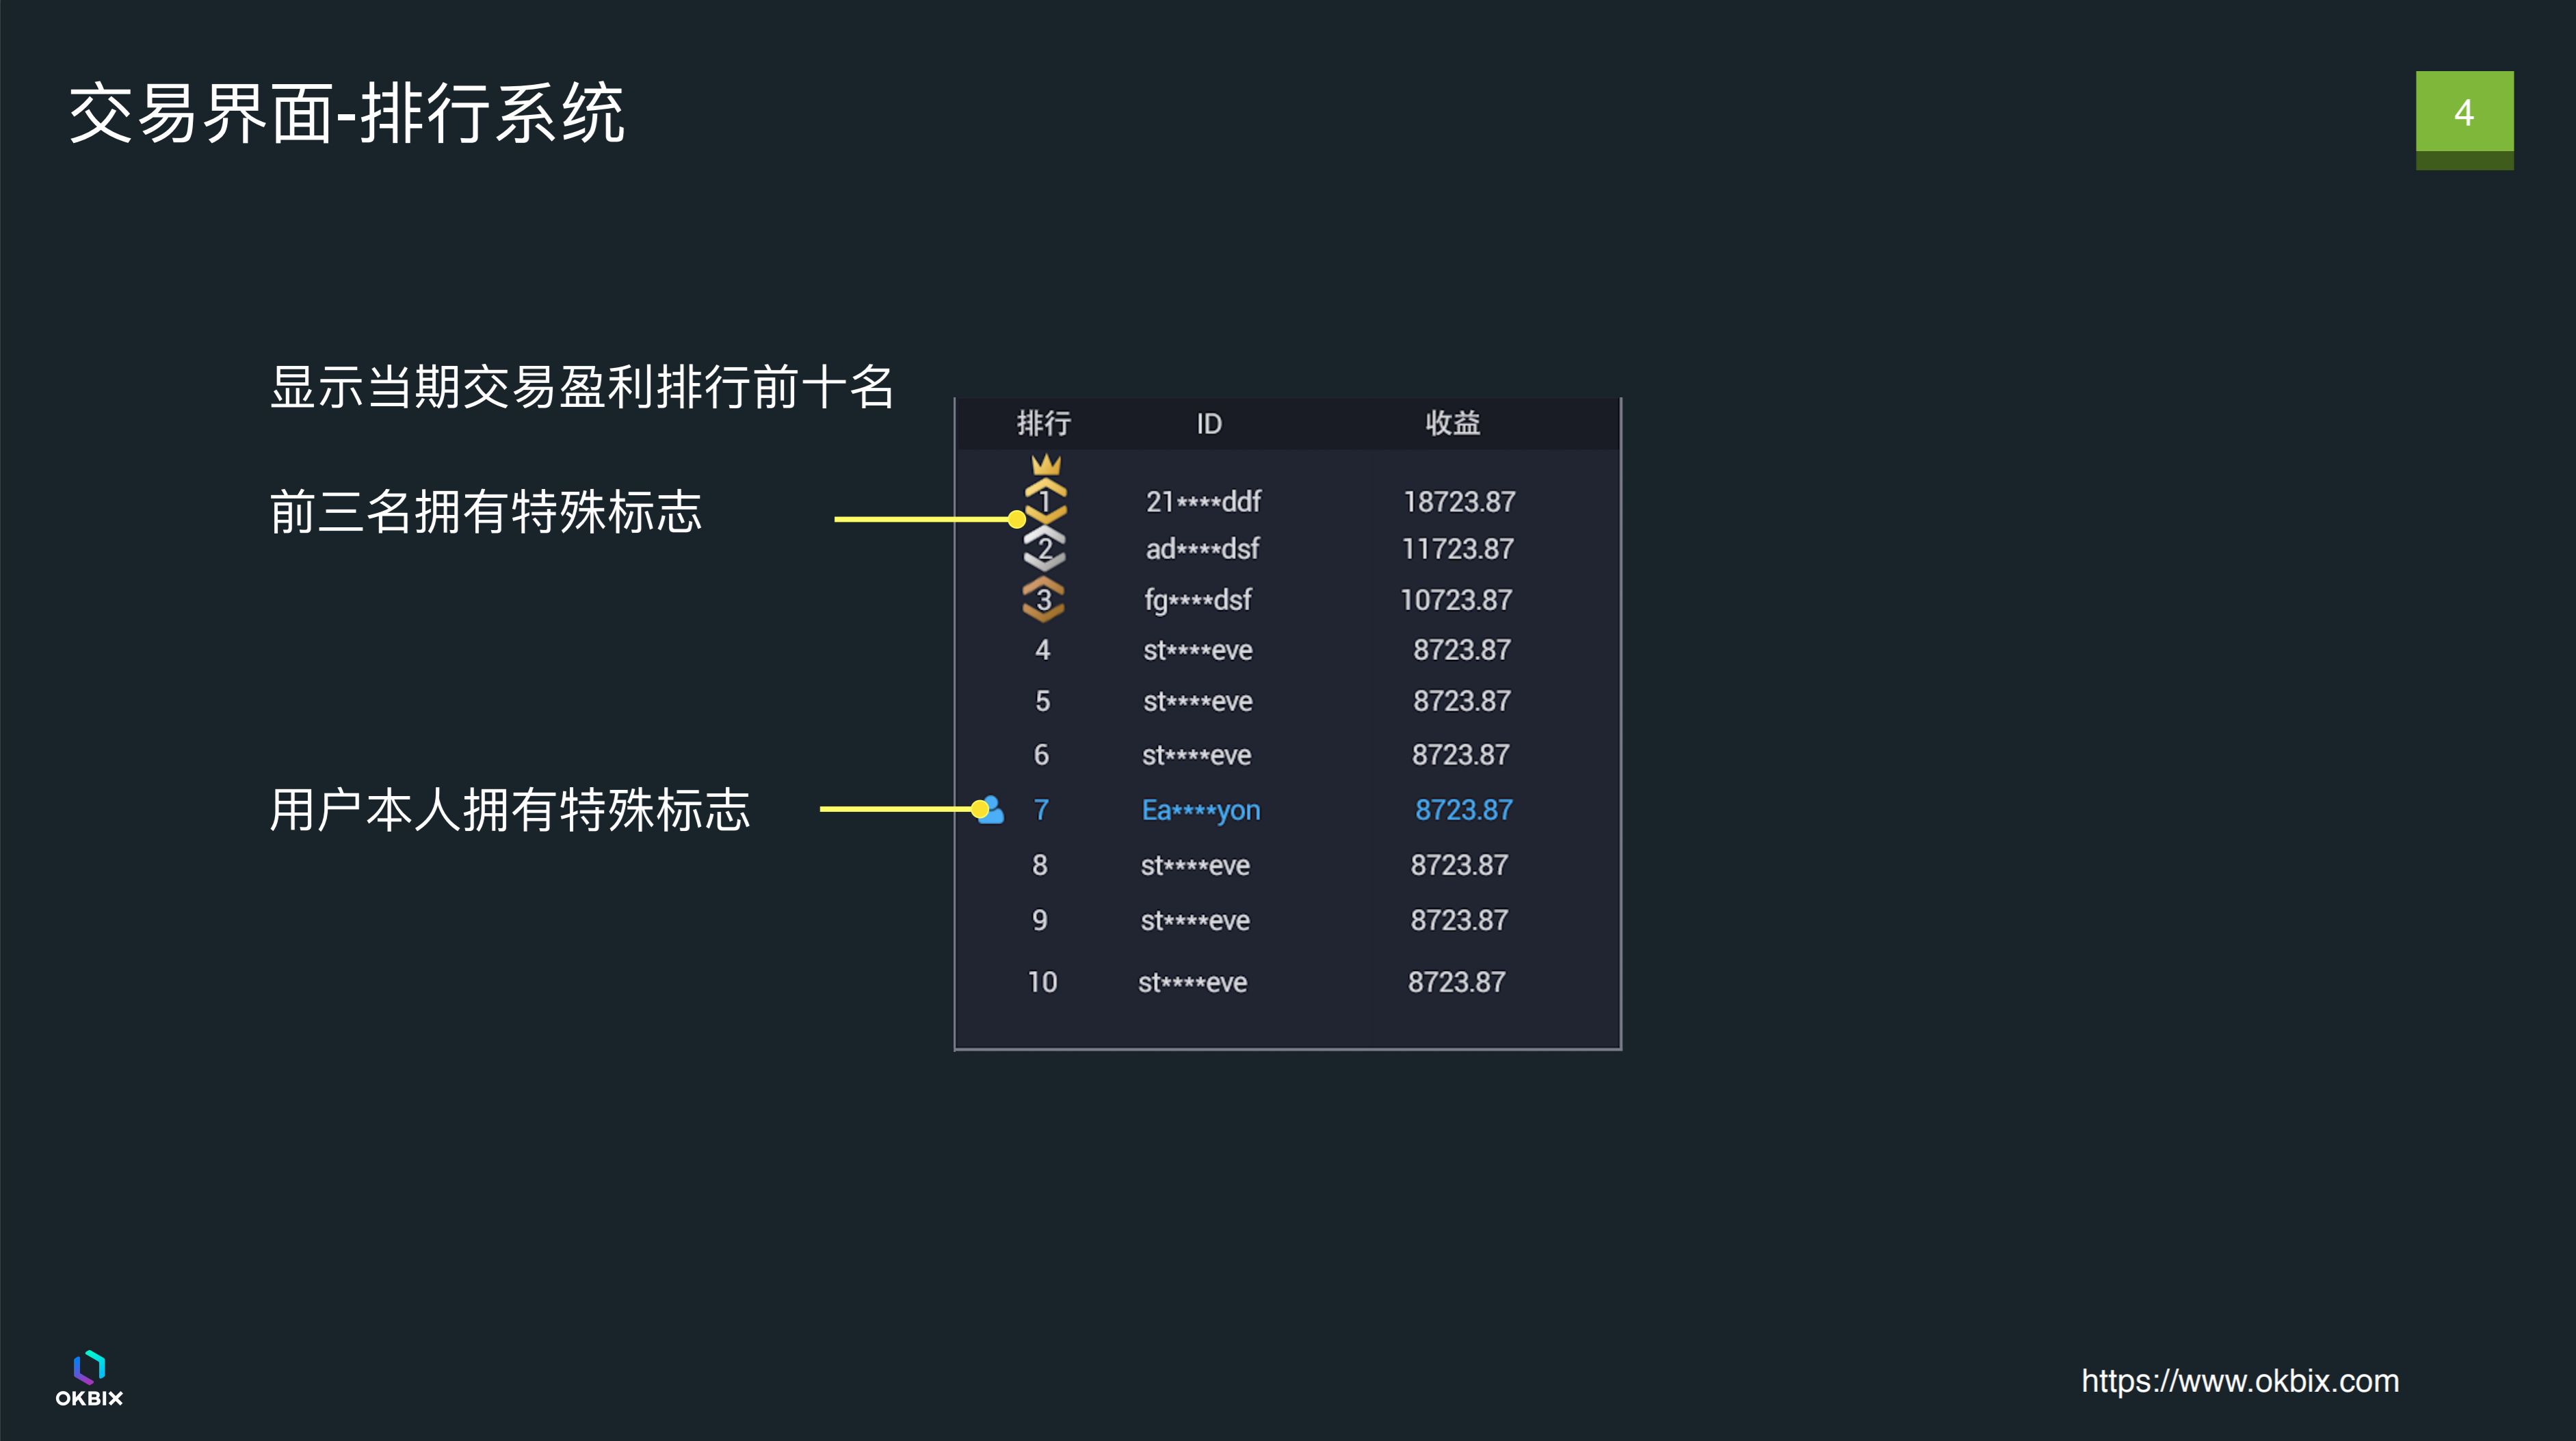 交易界面-排行系统
4
显示当期交易盈利排行前十名
前三名拥有特殊标志
用户本人拥有特殊标志
排行 ID 收益
1 21****ddf 18723.87
2 ad****dsf 11723.87
3 fg****dsf 10723.87
4 st****eve 8723.87
5 st****eve 8723.87
6 st****eve 8723.87
7 Ea****yon 8723.87
8 st****eve 8723.87
9 st****eve 8723.87
10 st****eve 8723.87
OKBIX
https://www.okbix.com